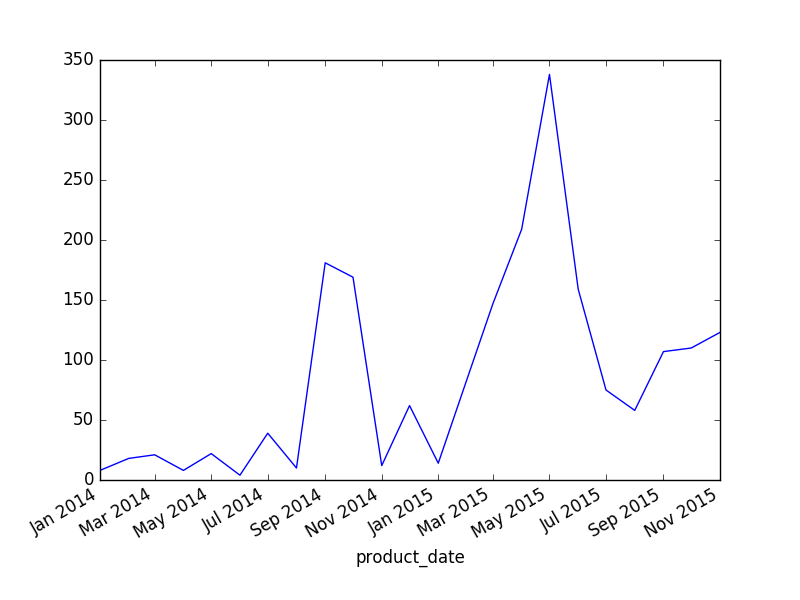 350
300
250
200
150
100
50
0
Jan 2014
Mar 2014
May 2014
Jul 2014
Sep 2014
Nov 2014
Jan 2015
Mar 2015
May 2015
Jul 2015
Sep 2015
Nov 2015
product_date